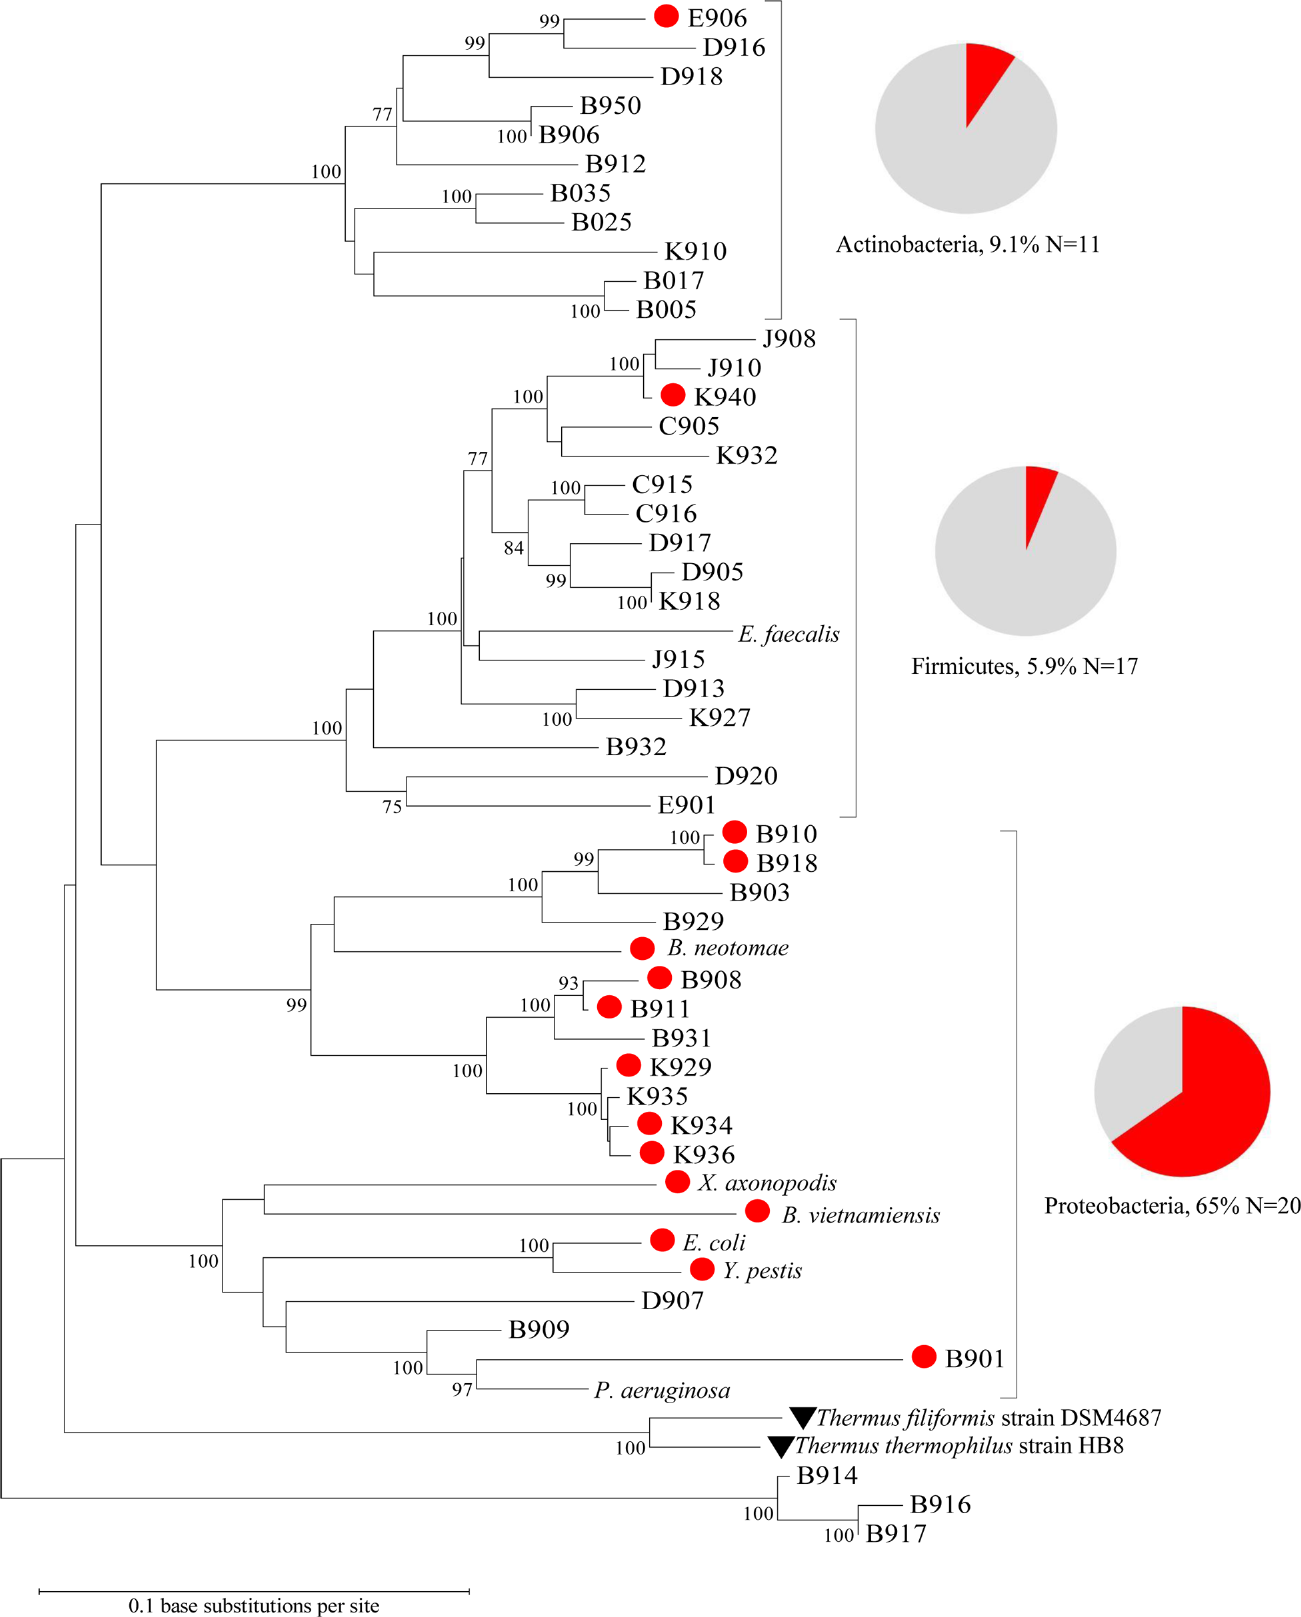 99
E906
D916
99
D918
77
B950
100
B906
B912
100
100
B035
B025
K910
B017
100
B005
Actinobacteria, 9.1% N=11
J908
100
J910
K940
100
C905
K932
77
100
C915
C916
84
D917
99
D905
100
K918
100
E. faecalis
J915
D913
100
K927
100
B932
D920
75
E901
Firmicutes, 5.9% N=17
100
B910
B918
99
100
B903
B929
B. neotomae
99
93
B908
100
B911
B931
100
K929
100
K935
K934
K936
X. axonopodis
B. vietnamiensis
100
100
E. coli
Y. pestis
D907
B909
100
B901
97
P. aeruginosa
Proteobacteria, 65% N=20
Thermus filiformis strain DSM4687
100
Thermus thermophilus strain HB8
B914
100
B916
100
B917
0.1 base substitutions per site